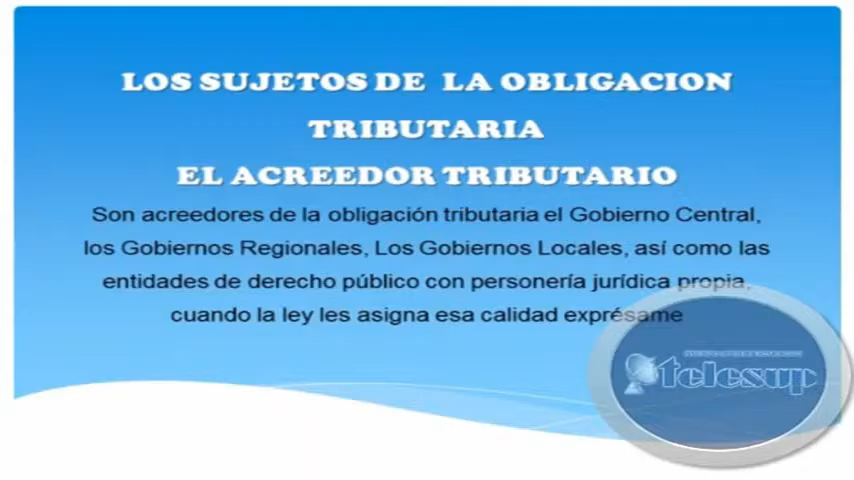 LOS SUJETOS DE LA OBLIGACION
TRIBUTARIA
EL ACREEDOR TRIBUTARIO
Son acreedores de la obligación tributaria el Gobierno Central,
los Gobiernos Regionales, Los Gobiernos Locales, así como las
entidades de derecho público con personería jurídica propia,
cuando la ley les asigna esa calidad exprésame
telesup